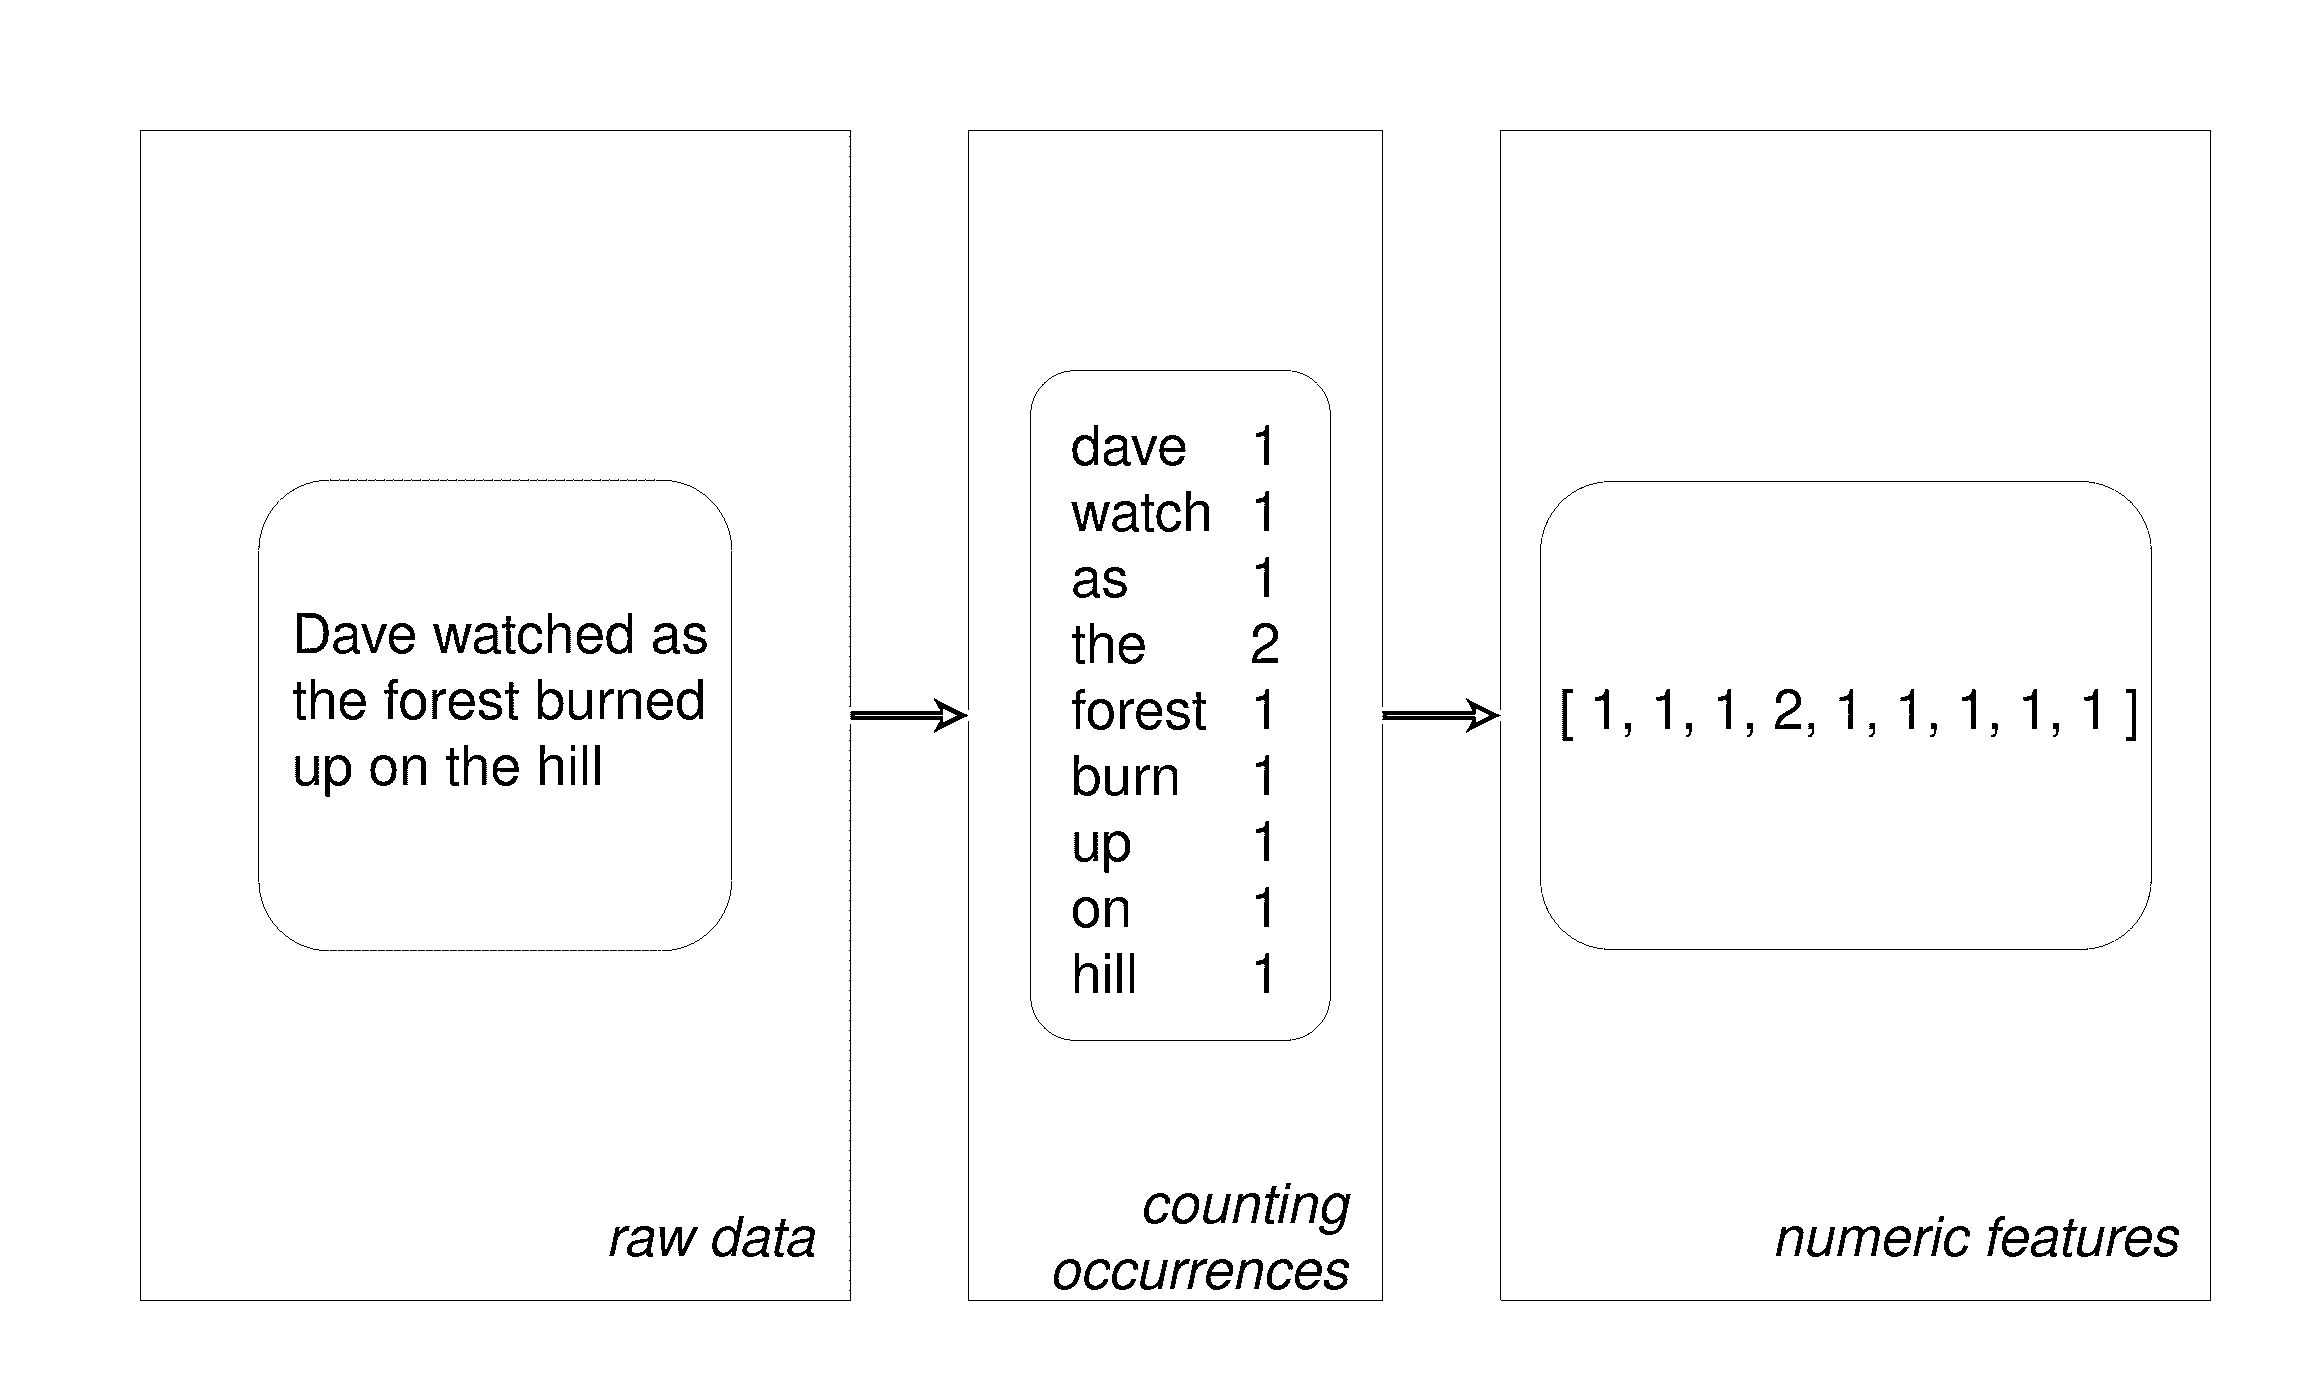 Dave watched as
the forest burned
up on the hill
raw data
dave 1
watch 1
as 1
the 2
forest 1
burn 1
up 1
on 1
hill 1
counting
occurrences
[ 1, 1, 1, 2, 1, 1, 1, 1, 1 ]
numeric features